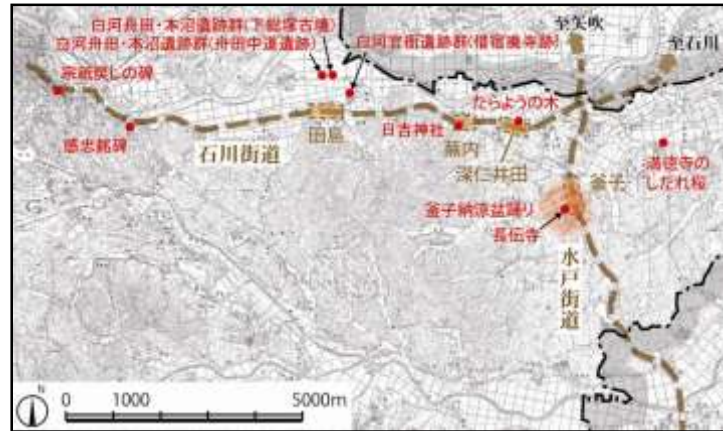 白河舟田・本沼遺跡群(下総塚古墳)
白河舟田・本沼遺跡群(舟田中道遺跡)
白河官衙遺跡群(借宿廃寺跡)
至矢吹
至石川
宗祇戻しの碑
感忠銘碑
石川街道
田島
日吉神社
たらようの木
蕪内
深仁井田
釜子
満徳寺の
しだれ桜
釜子納涼盆踊り
長伝寺
水戸街道
N
0 1000 5000m